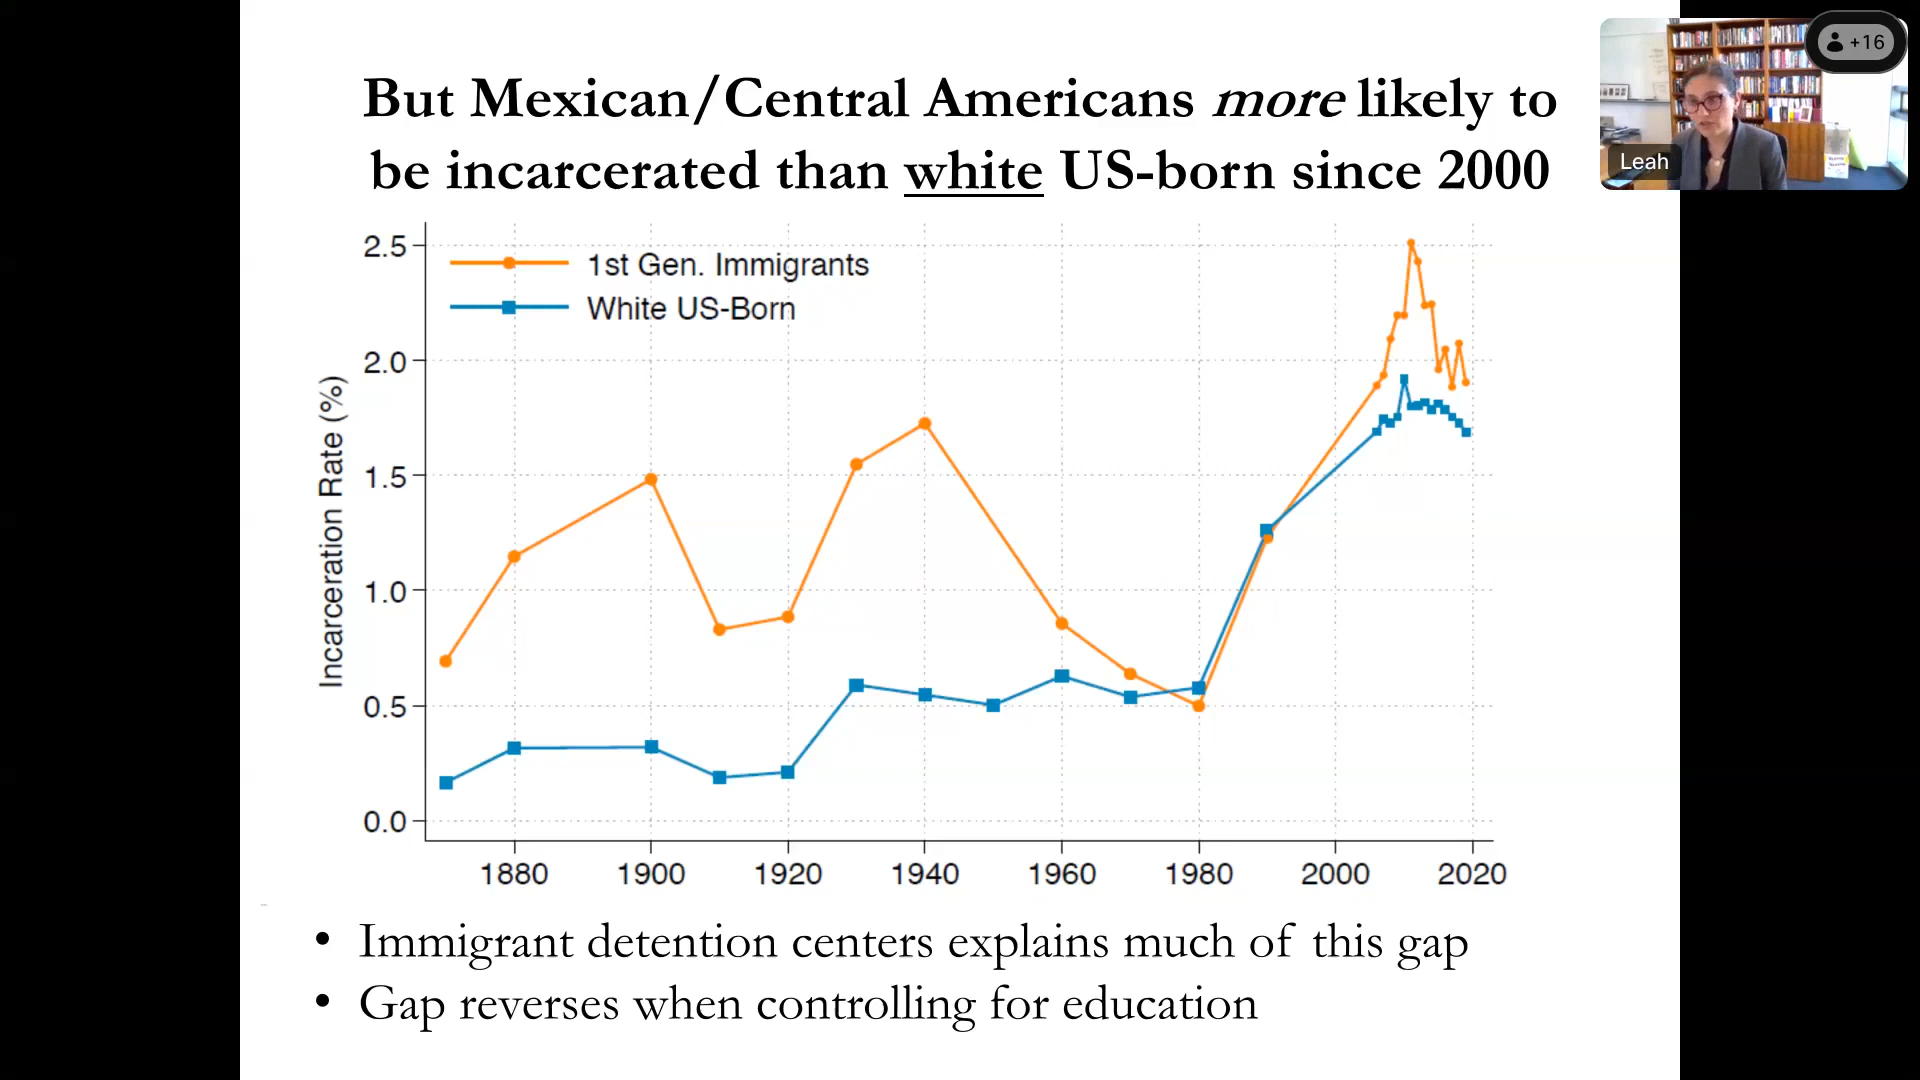 But Mexican/Central Americans more likely to
be incarcerated than white US-born since 2000
+16
Leah
1st Gen. Immigrants
White US-Born
Incarceration Rate (%)
2.5
2.0
1.5
1.0
0.5
0.0
1880 1900 1920 1940 1960 1980 2000 2020
• Immigrant detention centers explains much of this gap
• Gap reverses when controlling for education